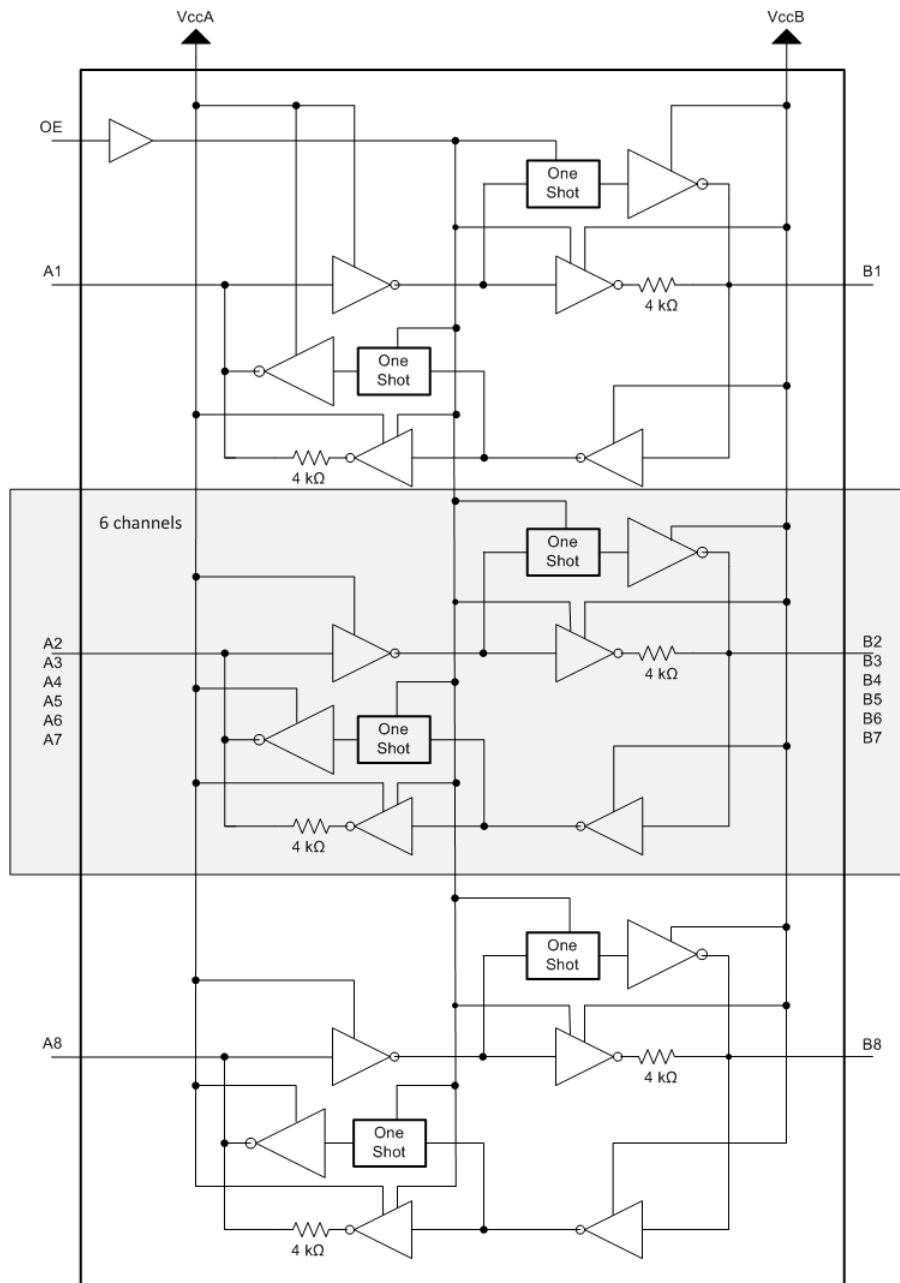 VccA
VccB
OE
One
Shot
A1
B1
4 kΩ
One
Shot
4 kΩ
6 channels
One
Shot
A2
A3
A4
A5
A6
A7
B2
B3
B4
B5
B6
B7
4 kΩ
One
Shot
4 kΩ
One
Shot
A8
B8
4 kΩ
One
Shot
4 kΩ